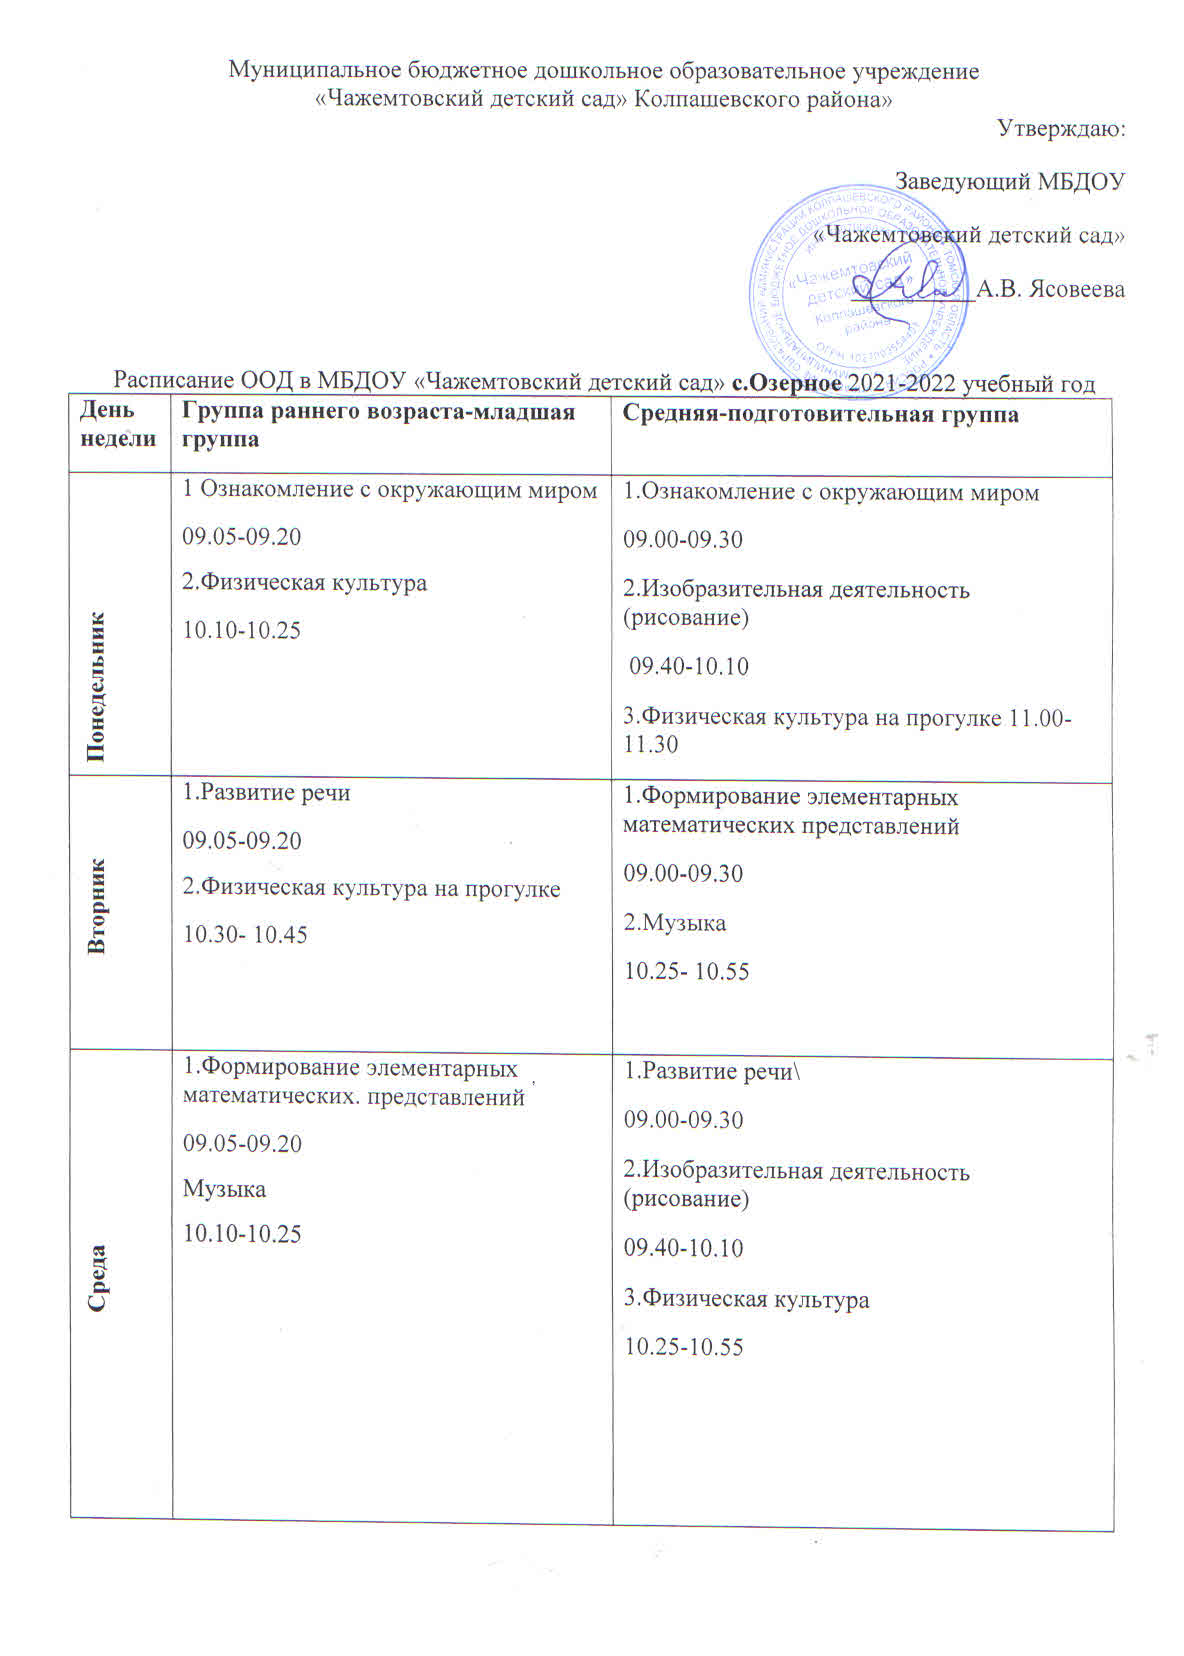 Муниципальное бюджетное дошкольное образовательное учреждение
«Чажемтовский детский сад» Колпашевского района»
Утверждаю:
Заведующий МБДОУ
«Чажемтовский детский сад»
А.В. Ясовеева
«Чажемтовский
детский сад»
Колпашевского
района
Расписание ООД в МБДОУ «Чажемтовский детский сад» с.Озерное 2021-2022 учебный год
День
недели
Группа раннего возраста-младшая
группа
Средняя-подготовительная группа
Понедельник
1 Ознакомление с окружающим миром
09.05-09.20
2.Физическая культура
10.10-10.25
1.Ознакомление с окружающим миром
09.00-09.30
2.Изобразительная деятельность
(рисование)
09.40-10.10
3.Физическая культура на прогулке 11.00-
11.30
Вторник
1.Развитие речи
09.05-09.20
2.Физическая культура на прогулке
10.30- 10.45
1.Формирование элементарных
математических представлений
09.00-09.30
2.Музыка
10.25- 10.55
Среда
1.Формирование элементарных
математических. представлений
09.05-09.20
Музыка
10.10-10.25
1.Развитие речи\
09.00-09.30
2.Изобразительная деятельность
(рисование)
09.40-10.10
3.Физическая культура
10.25-10.55